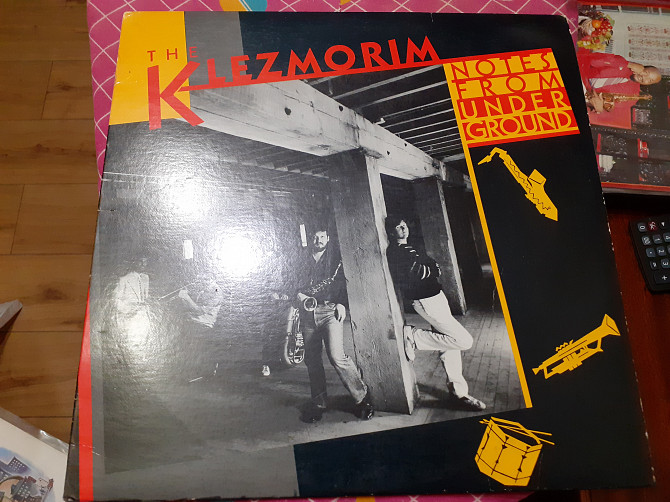 THE
KLEZMORIM
NOTES
FROM
UNDER
GROUND